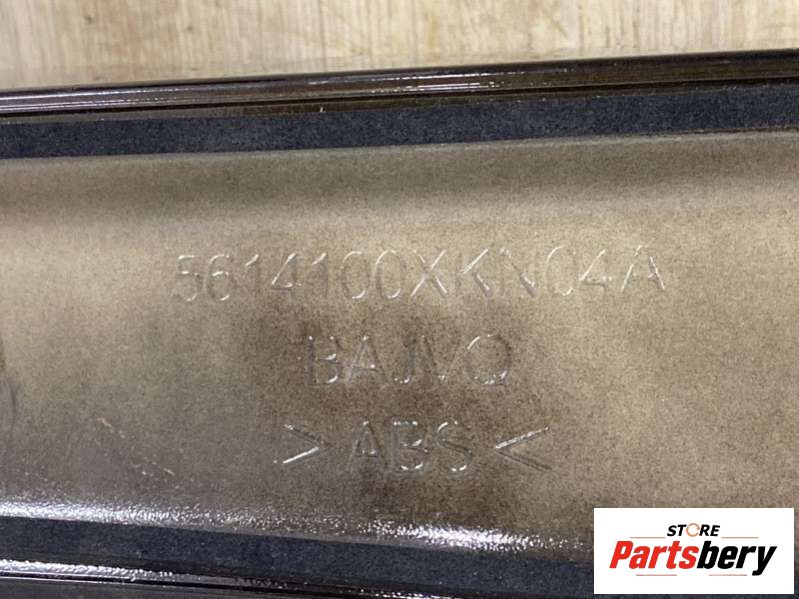 5614100XKN04A
BAJVQ
>ABS<
STORE
Partsbery